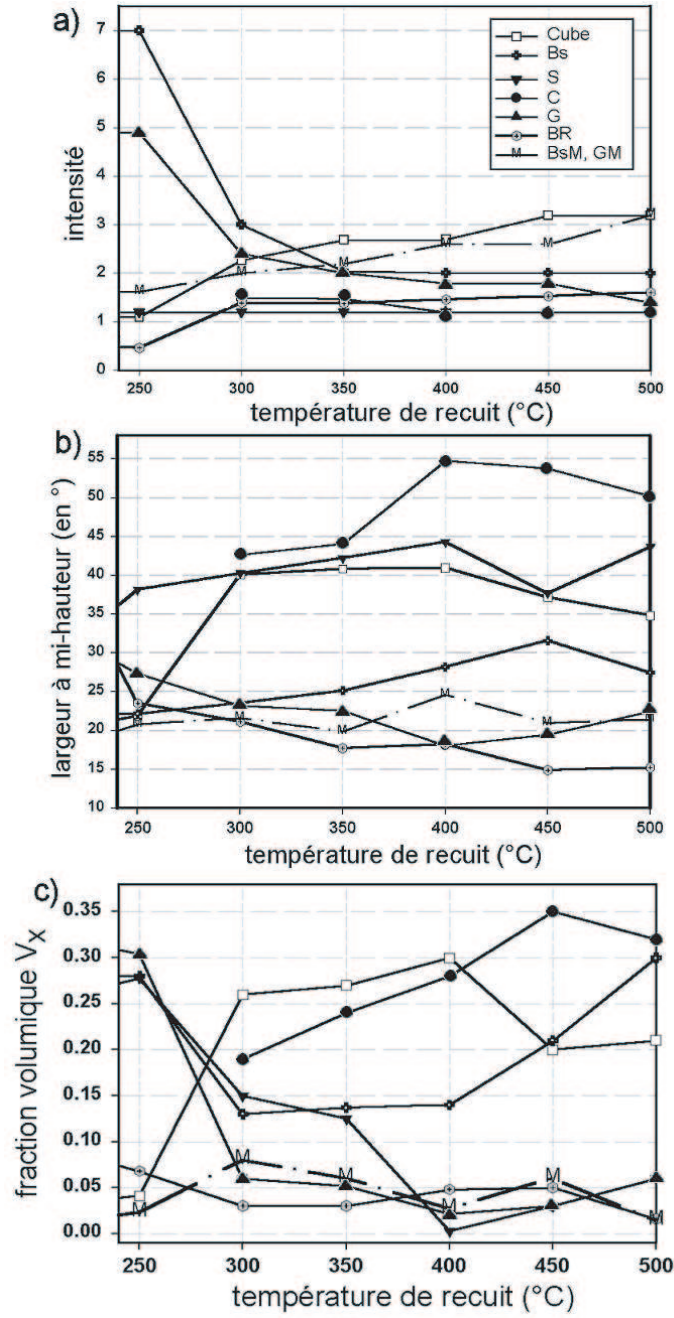 a)
intensité
7
6
5
4
3
2
1
0
Cube
Bs
S
C
G
BR
M BsM, GM
M M M M M M
250 300 350 400 450 500
température de recuit (°C)
b)
largeur à mi-hauteur (en °)
55
50
45
40
35
30
25
20
15
10
M M M M M M
250 300 350 400 450 500
température de recuit (°C)
c)
fraction volumique VX
0.35
0.30
0.25
0.20
0.15
0.10
0.05
0.00
M M M M M M
250 300 350 400 450 500
température de recuit (°C)